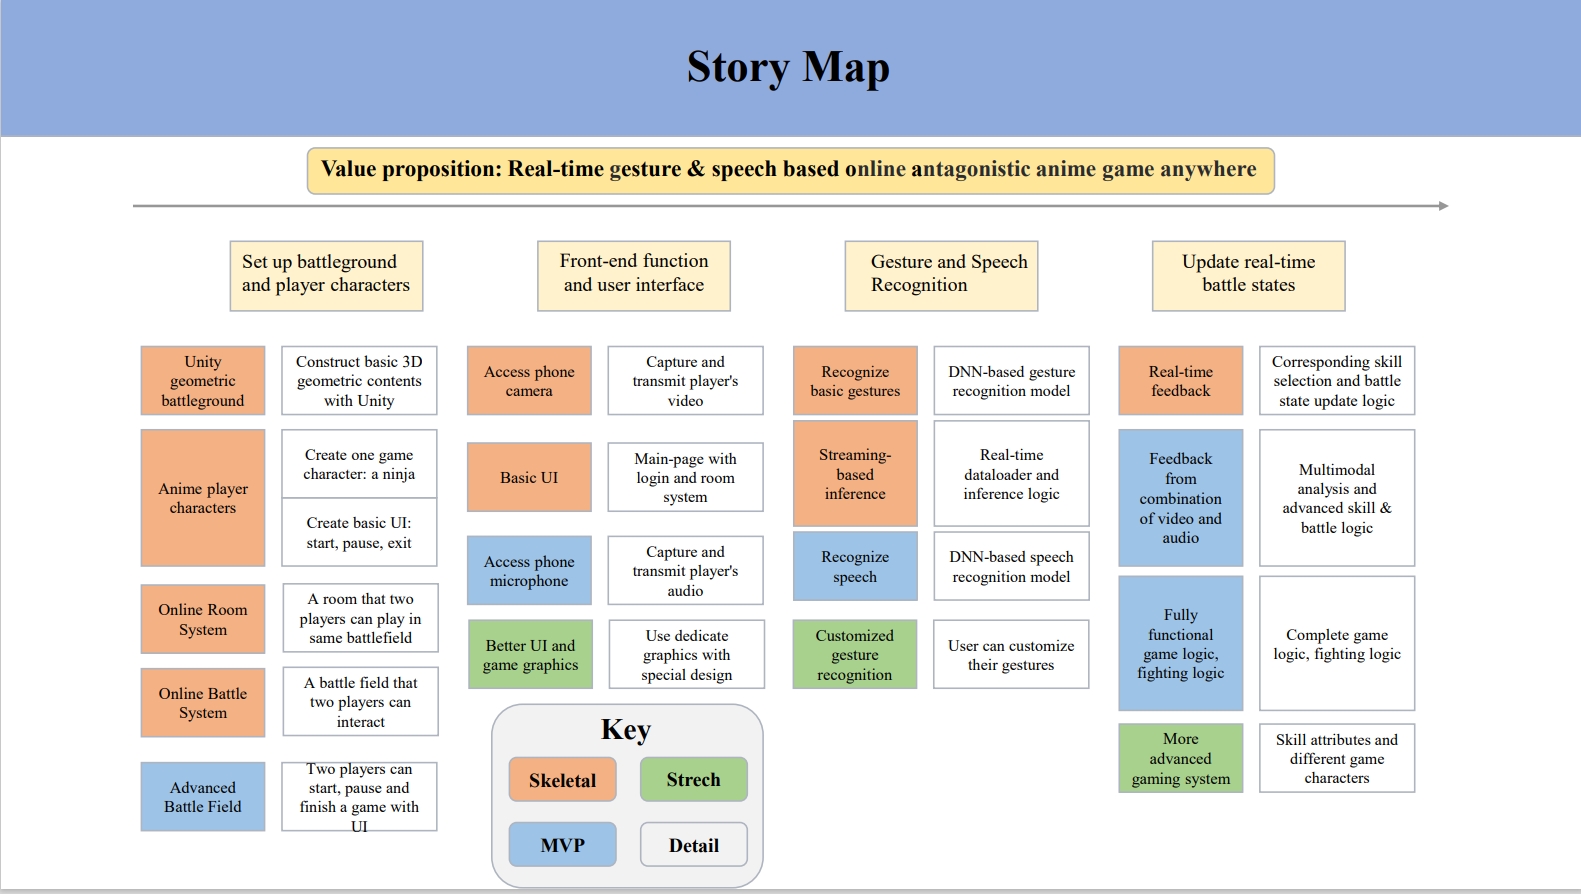 Story Map
Value proposition: Real-time gesture & speech based online antagonistic anime game anywhere
Set up battleground
and player characters
Front-end function
and user interface
Gesture and Speech
Recognition
Update real-time
battle states
Unity
geometric
battleground
Construct basic 3D
geometric contents
with Unity
Anime player
characters
Create one game
character: a ninja
Create basic UI:
start, pause, exit
Online Room
System
A room that two
players can play in
same battlefield
Online Battle
System
A battle field that
two players can
interact
Advanced
Battle Field
Two players can
start, pause and
finish a game with
UI
Access phone
camera
Capture and
transmit player's
video
Basic UI
Main-page with
login and room
system
Access phone
microphone
Capture and
transmit player's
audio
Better UI and
game graphics
Use dedicate
graphics with
special design
Recognize
basic gestures
DNN-based gesture
recognition model
Streaming-
based
inference
Real-time
dataloader and
inference logic
Recognize
speech
DNN-based speech
recognition model
Customized
gesture
recognition
User can customize
their gestures
Real-time
feedback
Corresponding skill
selection and battle
state update logic
Feedback
from
combination
of video and
audio
Multimodal
analysis and
advanced skill &
battle logic
Fully
functional
game logic,
fighting logic
Complete game
logic, fighting logic
More
advanced
gaming system
Skill attributes and
different game
characters
Key
Skeletal
Strech
MVP
Detail